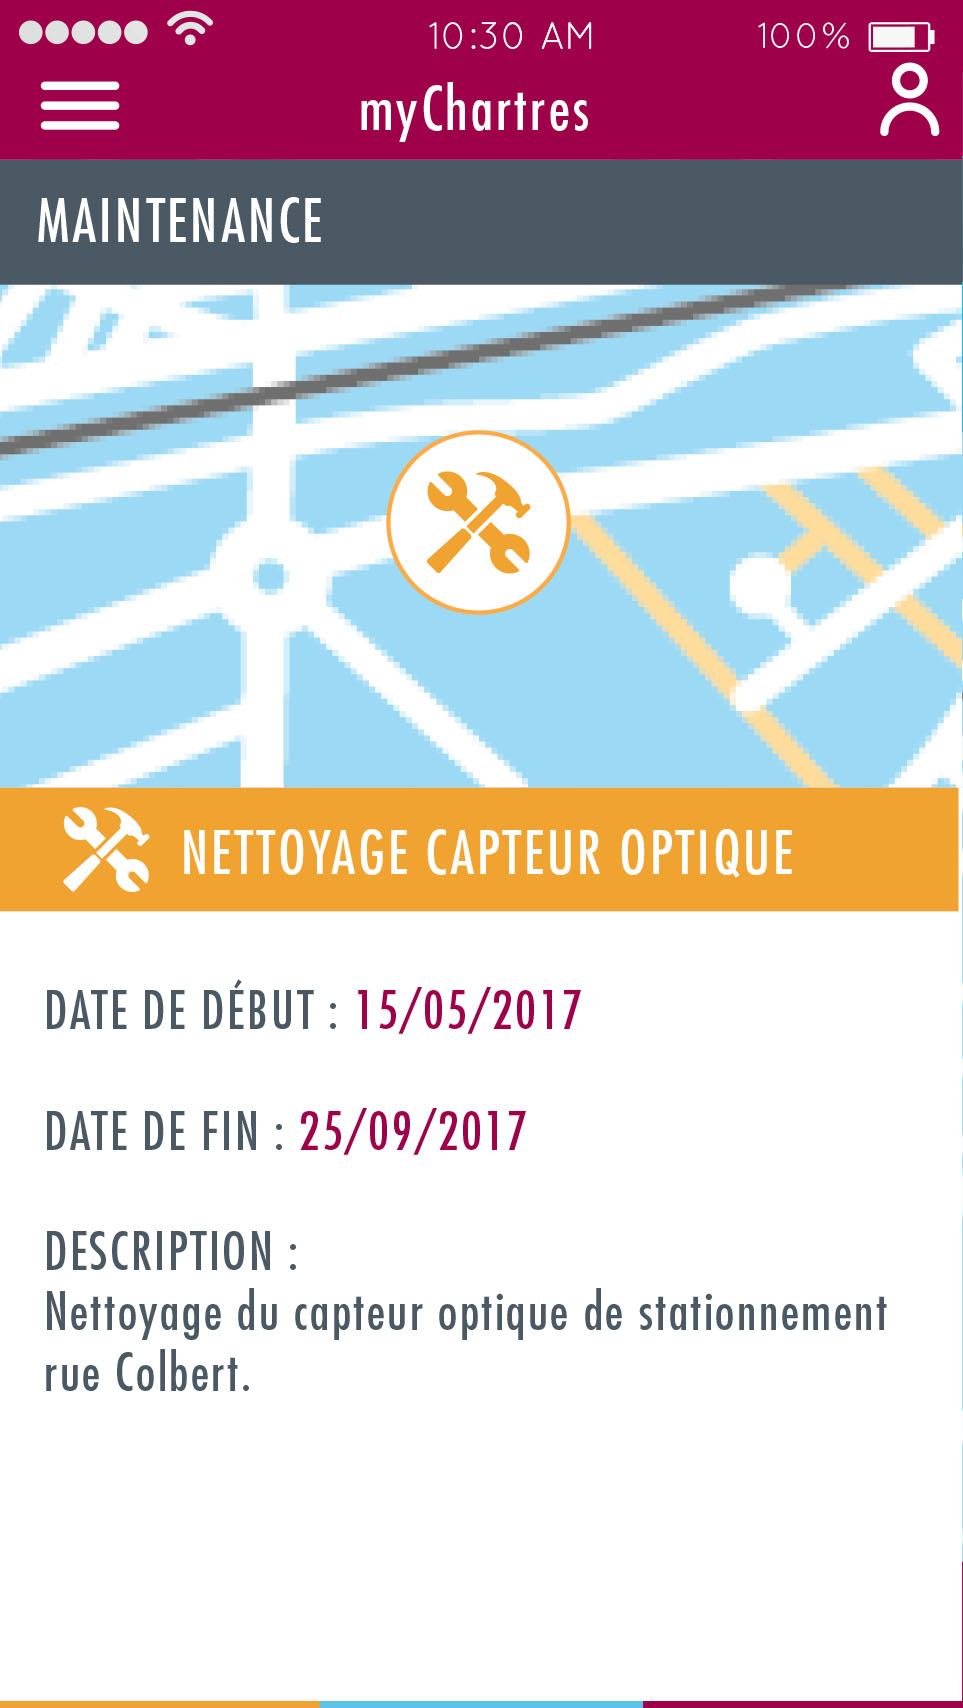 10:30 AM 100%
myChartres
MAINTENANCE
NETTOYAGE CAPTEUR OPTIQUE
DATE DE DÉBUT : 15/05/2017
DATE DE FIN : 25/09/2017
DESCRIPTION :
Nettoyage du capteur optique de stationnement
rue Colbert.